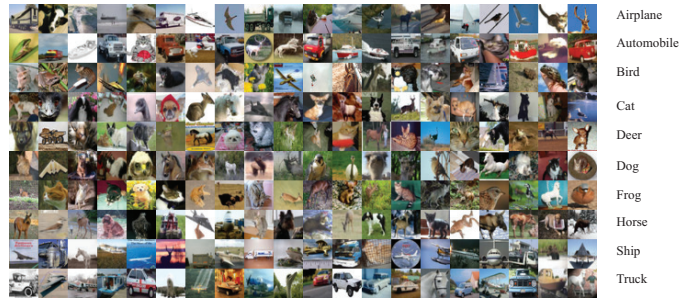 Airplane
Automobile
Bird
Cat
Deer
Dog
Frog
Horse
Ship
Truck